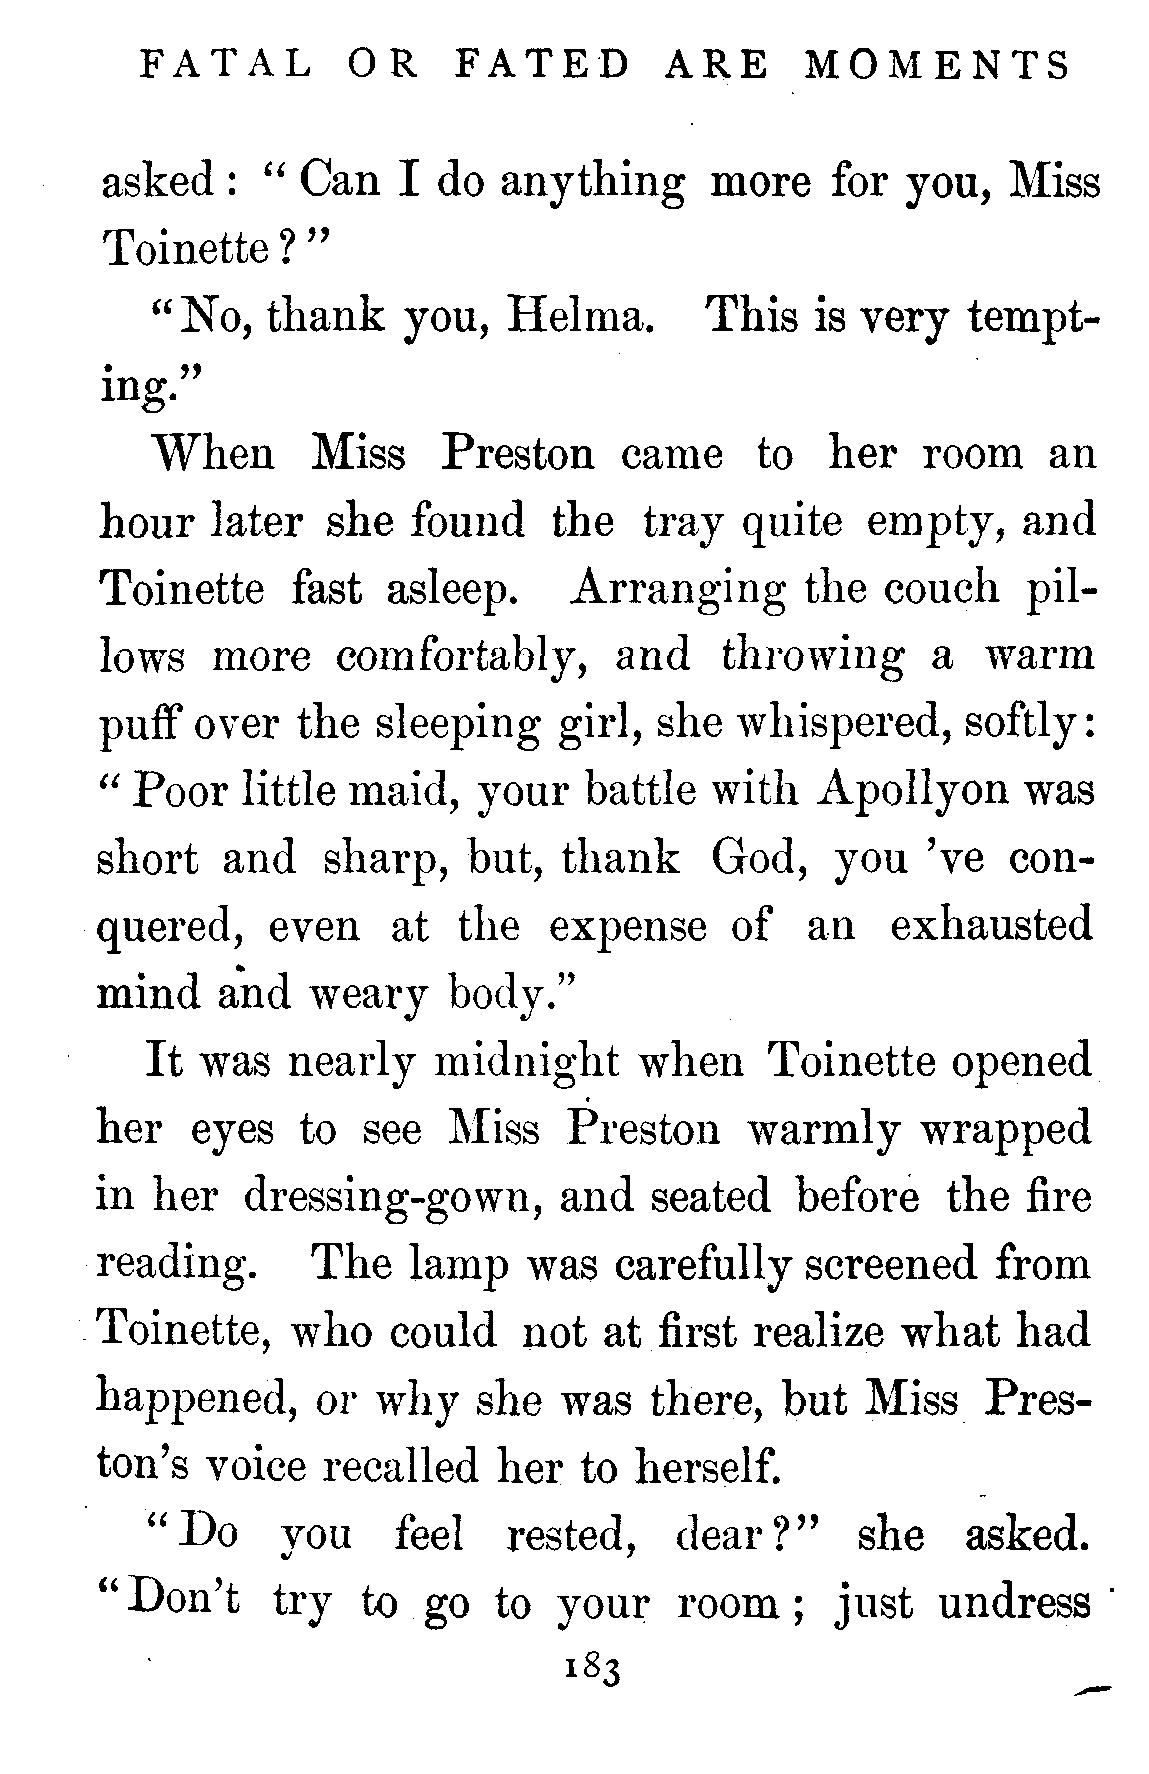 FATAL OR FATED ARE MOMENTS
asked : “ Can I do anything more for you, Miss
Toinette ? ”
“ No, thank you, Helma. This is very tempt-
ing.”
When Miss Preston came to her room an
hour later she found the tray quite empty, and
Toinette fast asleep. Arranging the couch pil-
lows more comfortably, and throwing a warm
puff over the sleeping girl, she whispered, softly :
“ Poor little maid, your battle with Apollyon was
short and sharp, but, thank God, you ’ve con-
quered, even at the expense of an exhausted
mind and weary body.”
It was nearly midnight when Toinette opened
her eyes to see Miss Preston warmly wrapped
in her dressing-gown, and seated before the fire
reading. The lamp was carefully screened from
Toinette, who could not at first realize what had
happened, or why she was there, but Miss Pres-
ton’s voice recalled her to herself.
“ Do you feel rested, dear ? ” she asked.
“ Don’t try to go to your room ; just undress
183